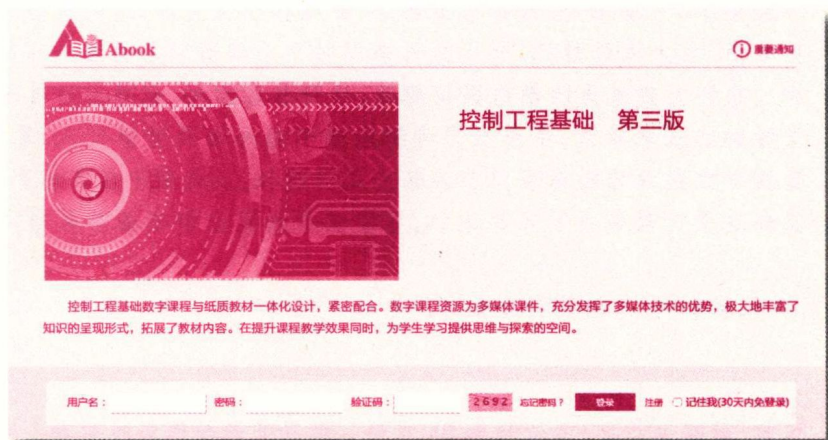 Abook
重要通知
控制工程基础 第三版
控制工程基础数字课程与纸质教材一体化设计，紧密配合。数字课程资源为多媒体课件，充分发挥了多媒体技术的优势，极大地丰富了
知识的呈现形式，拓展了教材内容。在提升课程教学效果同时，为学生学习提供思维与探索的空间。
用户名： 密码： 验证码： 2692 忘记密码？ 登录 注册 记住我(30天内免登录)